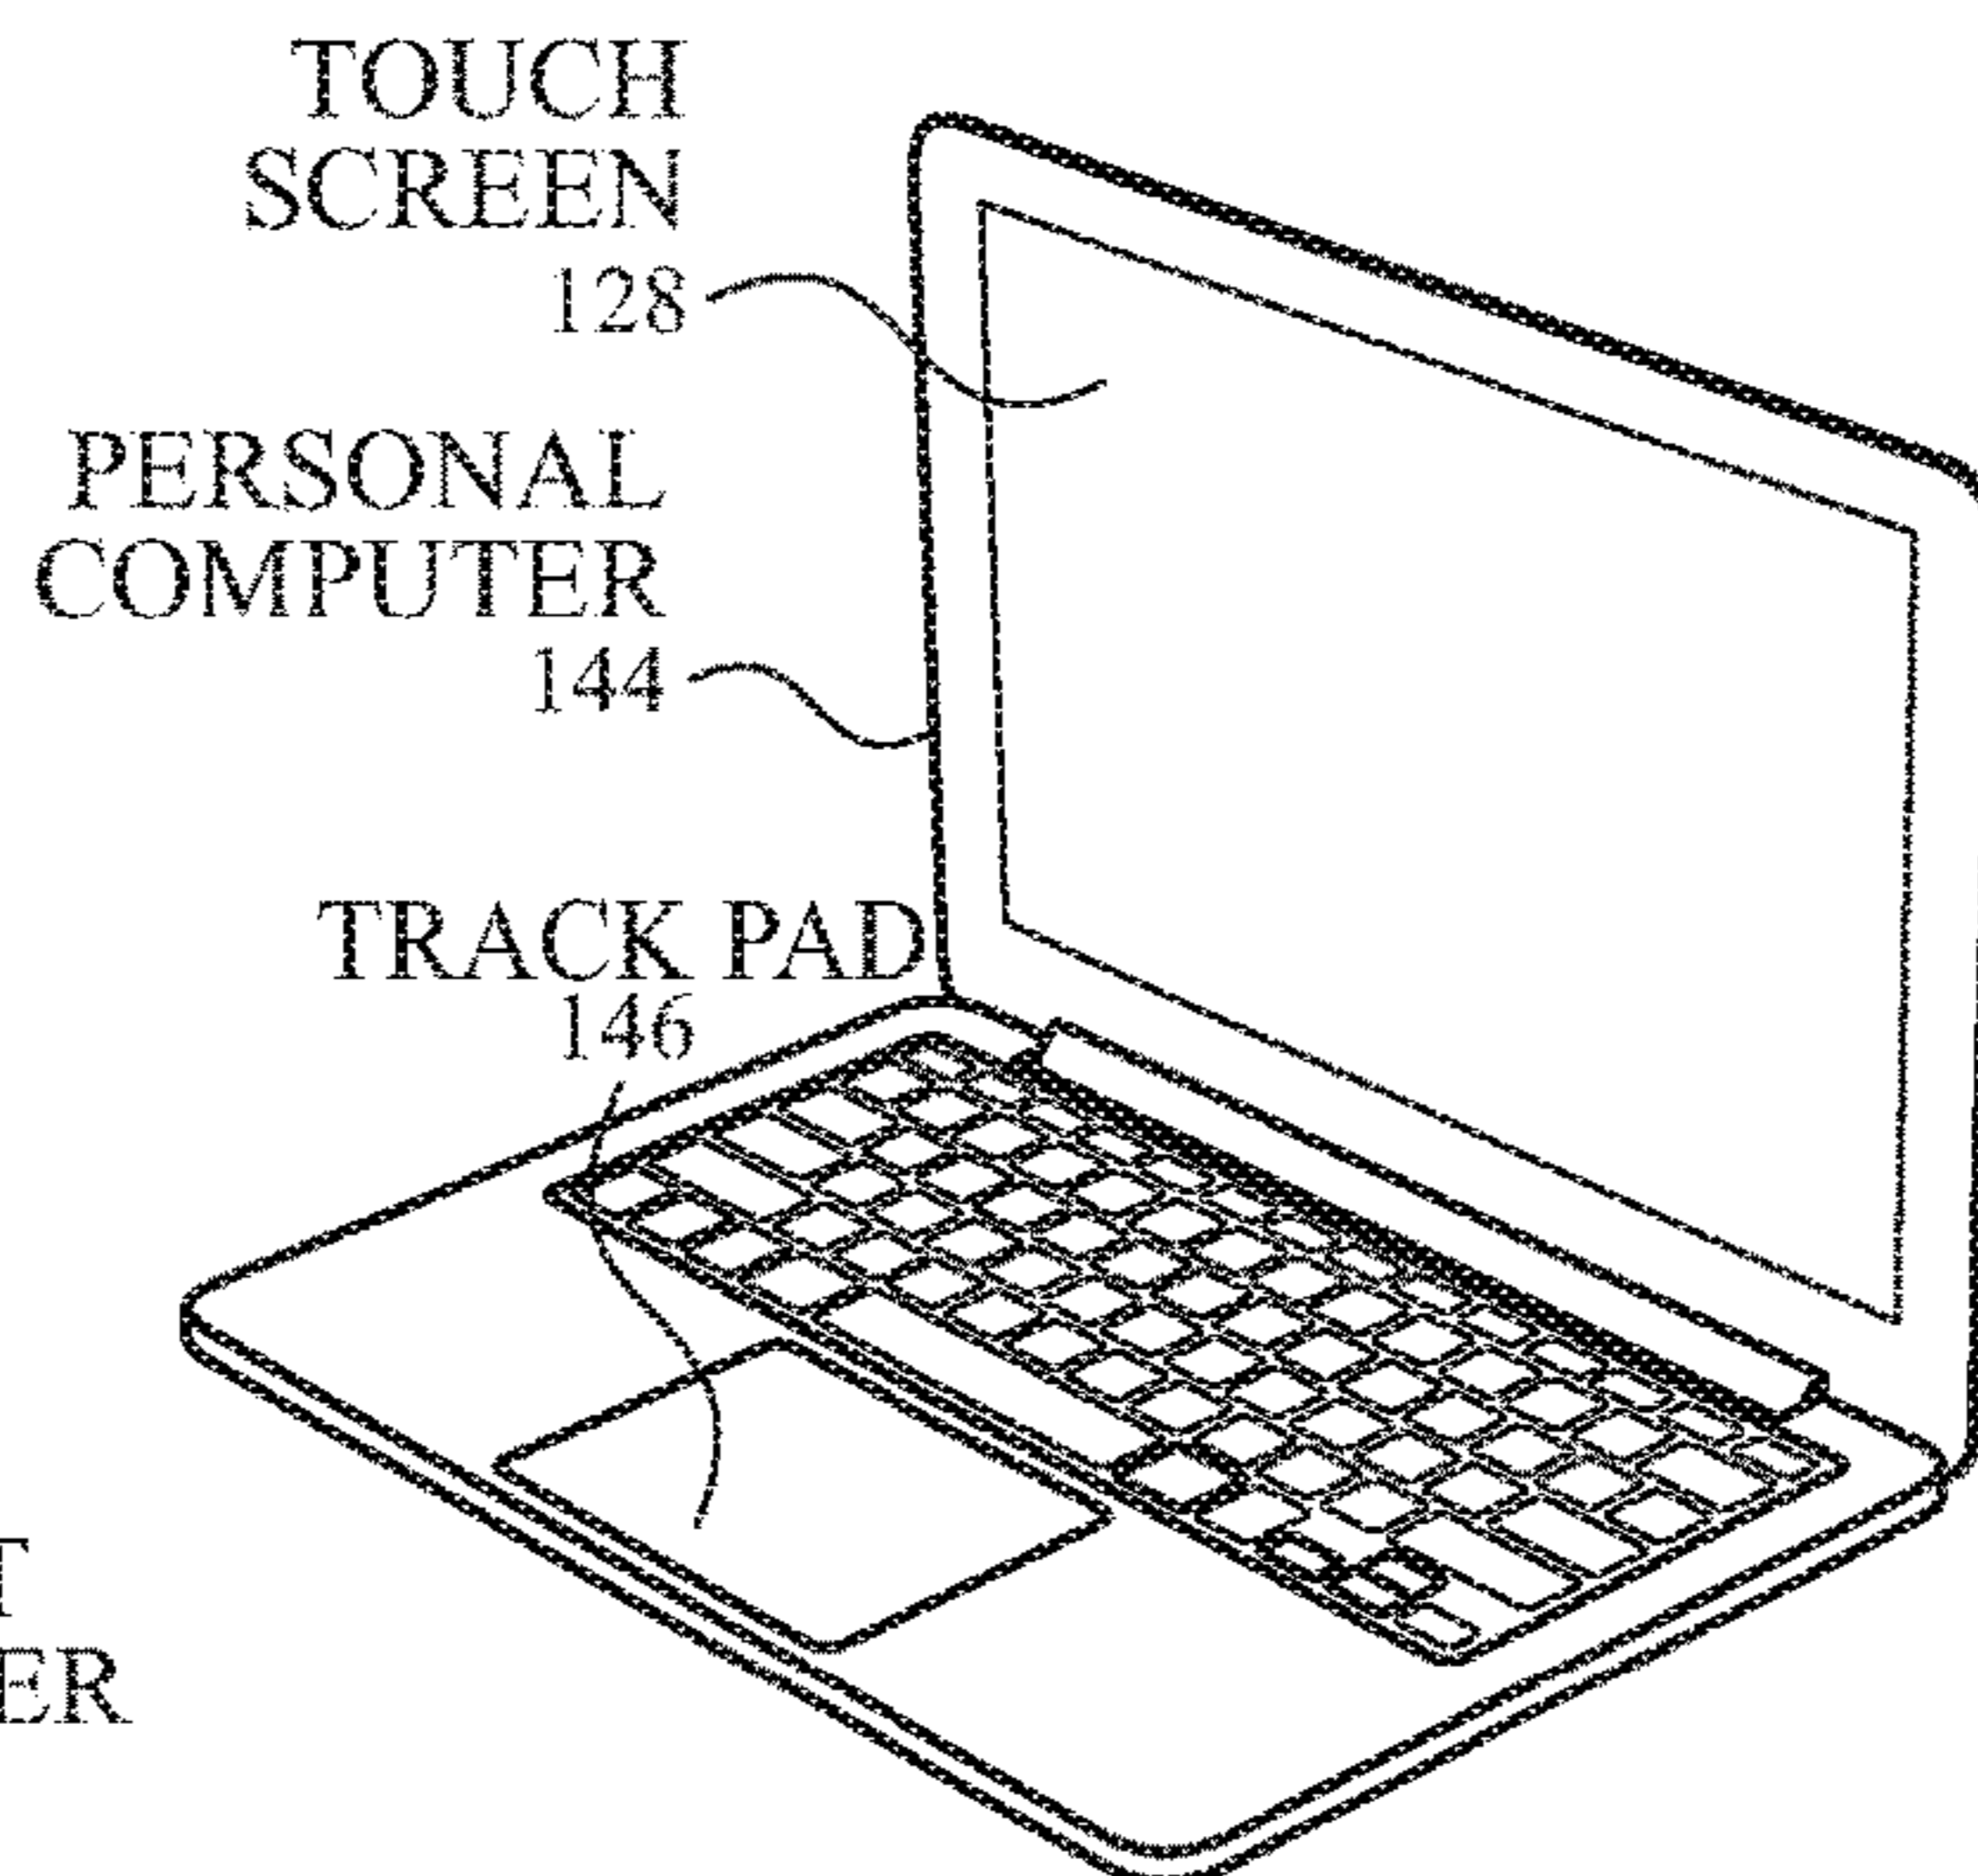 TOUCH
SCREEN
128
PERSONAL
COMPUTER
144
TRACK PAD
146